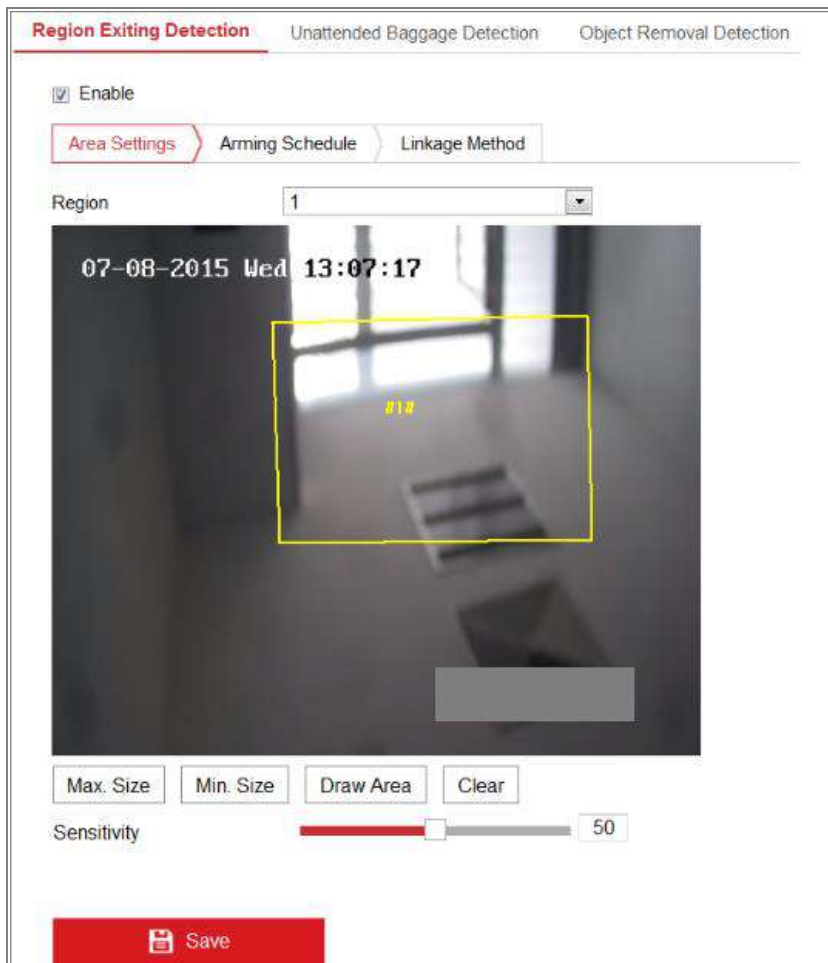 Region Exiting Detection Unattended Baggage Detection Object Removal Detection
Enable
Area Settings Arming Schedule Linkage Method
Region 1
07-08-2015 Wed 13:07:17
#1#
Max. Size Min. Size Draw Area Clear
Sensitivity 50
Save